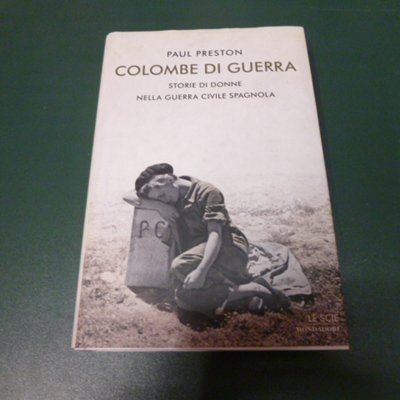 PAUL PRESTON
COLOMBE DI GUERRA
STORIE DI DONNE
NELLA GUERRA CIVILE SPAGNOLA
P.C.
LE SCIE
MONDADORI